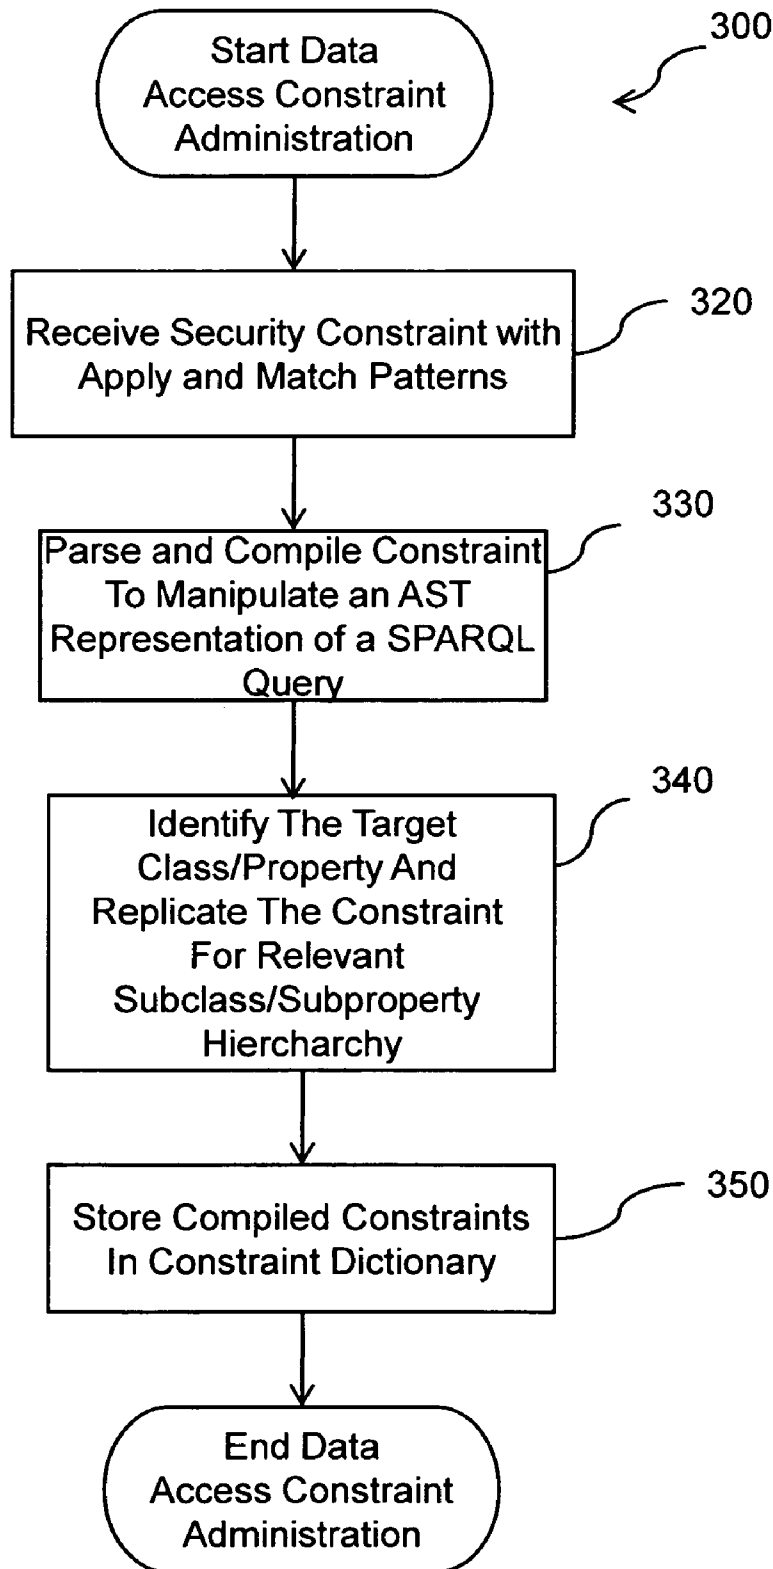 300
Start Data
Access Constraint
Administration
320
Receive Security Constraint with
Apply and Match Patterns
330
Parse and Compile Constraint
To Manipulate an AST
Representation of a SPARQL
Query
340
Identify The Target
Class/Property And
Replicate The Constraint
For Relevant
Subclass/Subproperty
Hiercharchy
350
Store Compiled Constraints
In Constraint Dictionary
End Data
Access Constraint
Administration